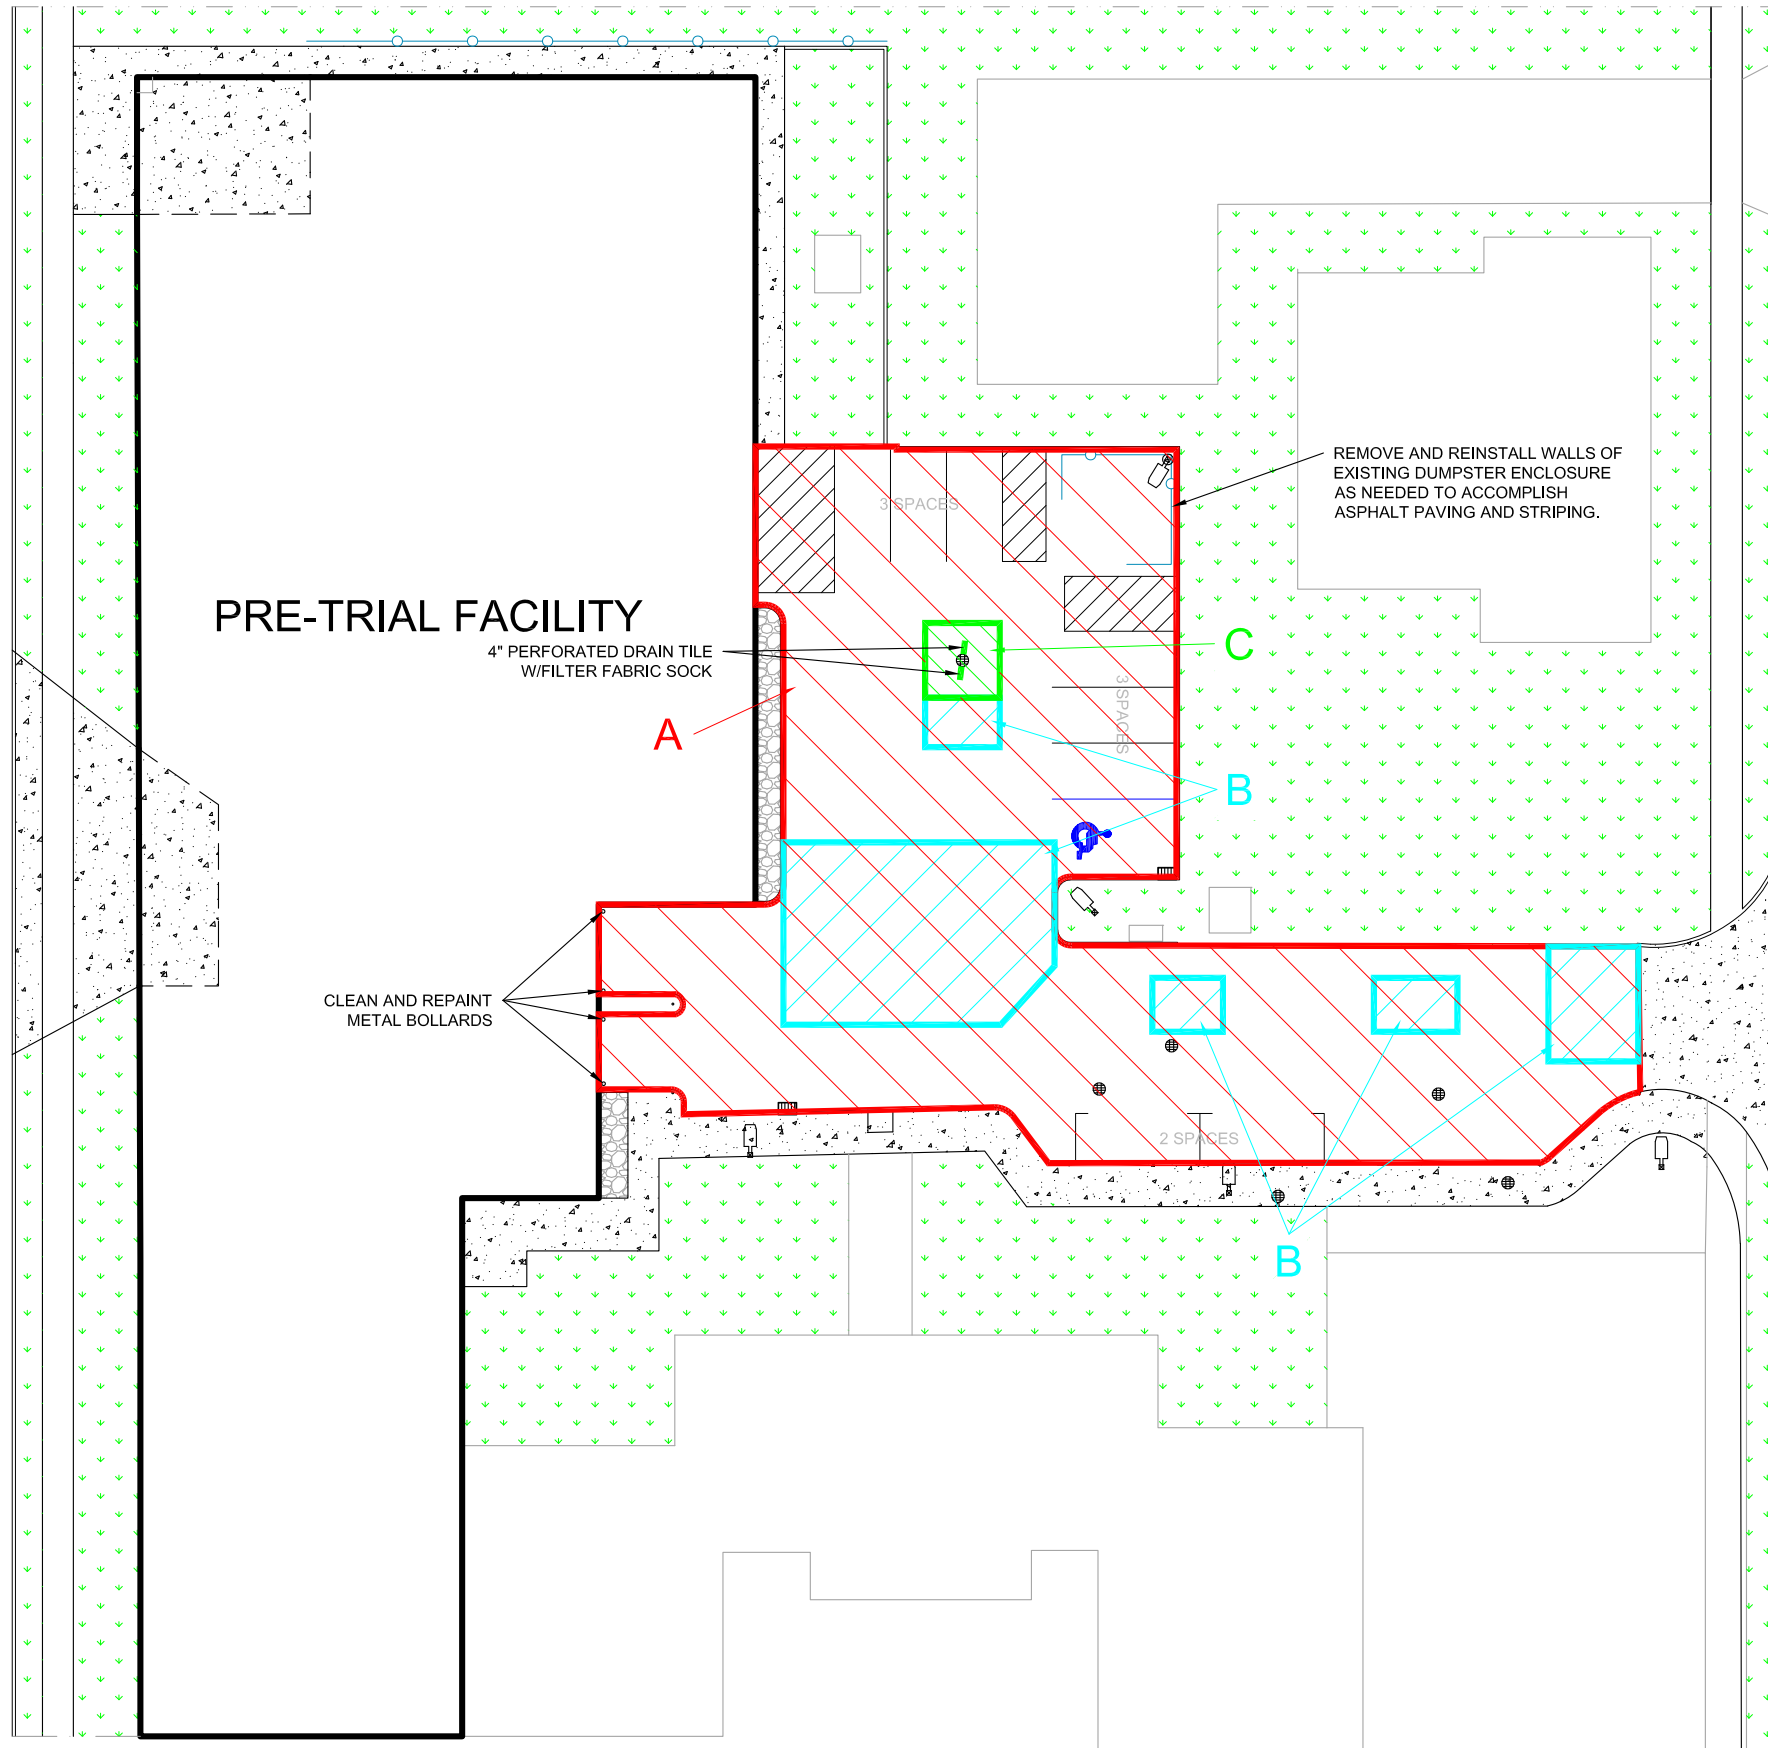 REMOVE AND REINSTALL WALLS OF
EXISTING DUMPSTER ENCLOSURE
AS NEEDED TO ACCOMPLISH
ASPHALT PAVING AND STRIPING.
3 SPACES
PRE-TRIAL FACILITY
4" PERFORATED DRAIN TILE
W/FILTER FABRIC SOCK
C
A
3 SPACES
B
CLEAN AND REPAINT
METAL BOLLARDS
2 SPACES
B